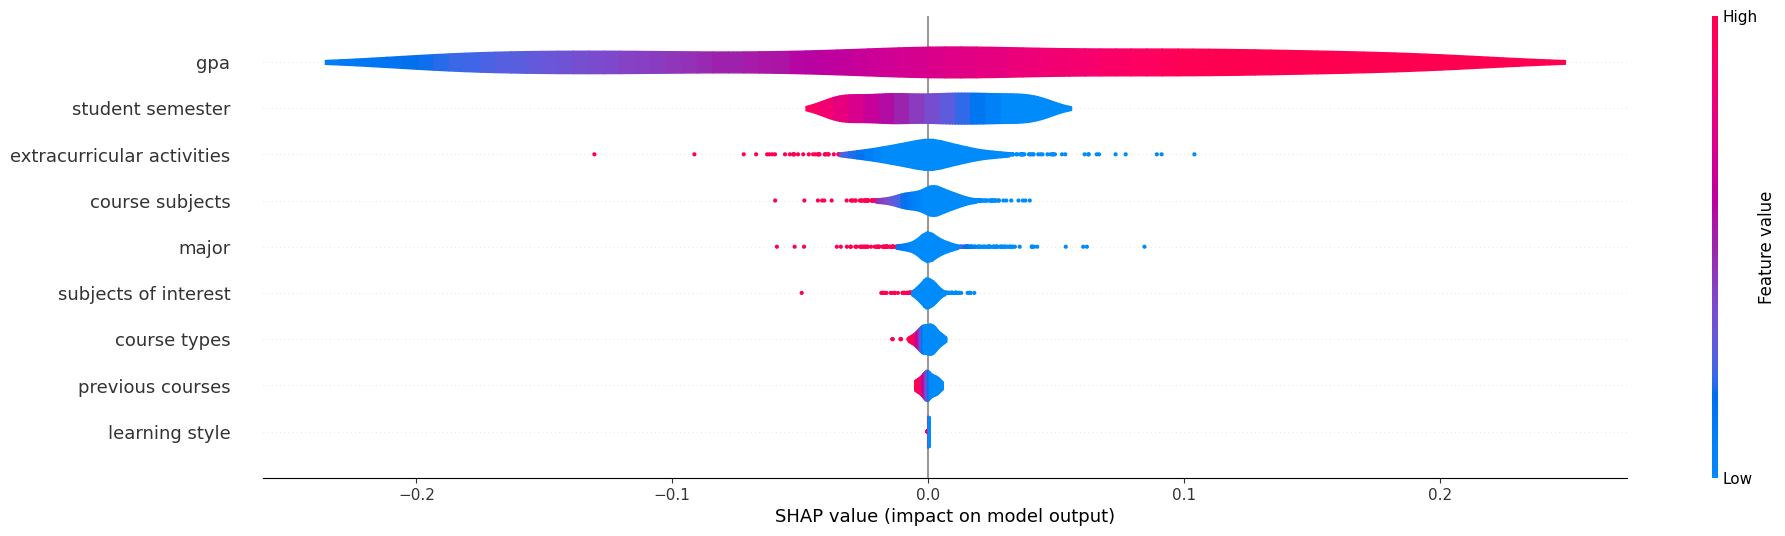 High
gpa
student semester
extracurricular activities
course subjects
major
subjects of interest
course types
previous courses
learning style
Feature value
Low
−0.2 −0.1 0.0 0.1 0.2
SHAP value (impact on model output)